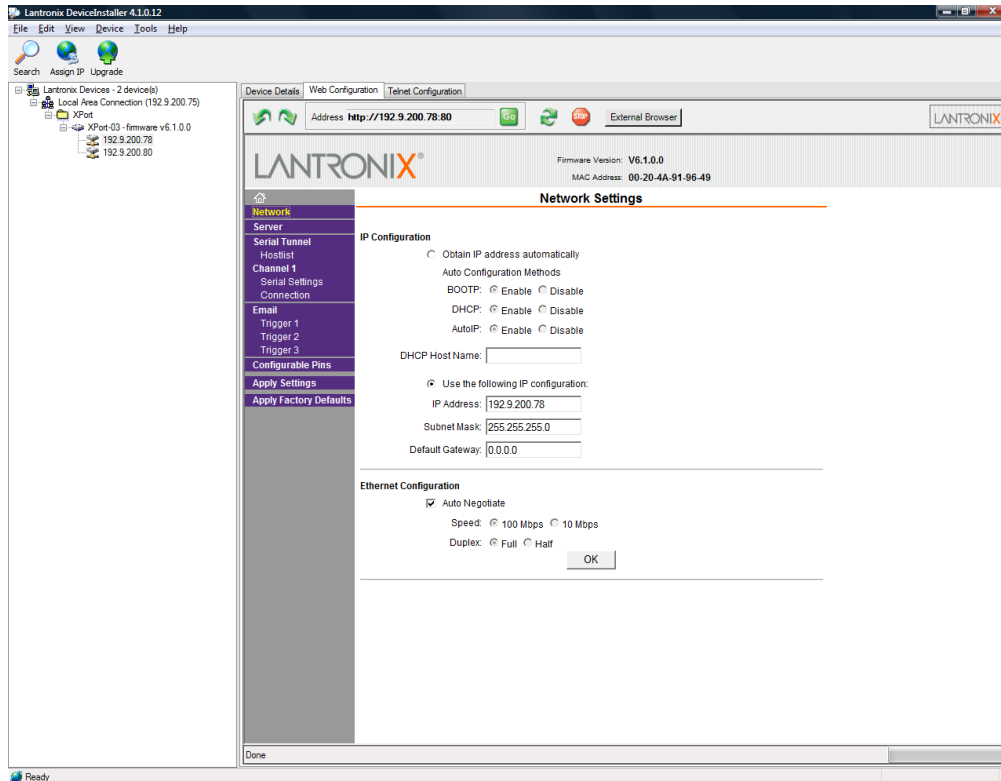 Lantronix DeviceInstaller 4.1.0.12
File Edit View Device Tools Help
Search Assign IP Upgrade
Lantronix Devices - 2 device(s)
Local Area Connection (192.9.200.75)
XPort
XPort-03 - firmware v6.1.0.0
192.9.200.78
192.9.200.80
Device Details Web Configuration Telnet Configuration
Address http://192.9.200.78:80 Go STOP External Browser LANTRONIX
LANTRONIX®
Firmware Version: V6.1.0.0
MAC Address: 00-20-4A-91-96-49
Network
Server
Serial Tunnel
Hostlist
Channel 1
Serial Settings
Connection
Email
Trigger 1
Trigger 2
Trigger 3
Configurable Pins
Apply Settings
Apply Factory Defaults
Network Settings
IP Configuration
Obtain IP address automatically
Auto Configuration Methods
BOOTP: Enable Disable
DHCP: Enable Disable
AutoIP: Enable Disable
DHCP Host Name:
Use the following IP configuration:
IP Address: 192.9.200.78
Subnet Mask: 255.255.255.0
Default Gateway: 0.0.0.0
Ethernet Configuration
Auto Negotiate
Speed: 100 Mbps 10 Mbps
Duplex: Full Half
OK
Done
Ready